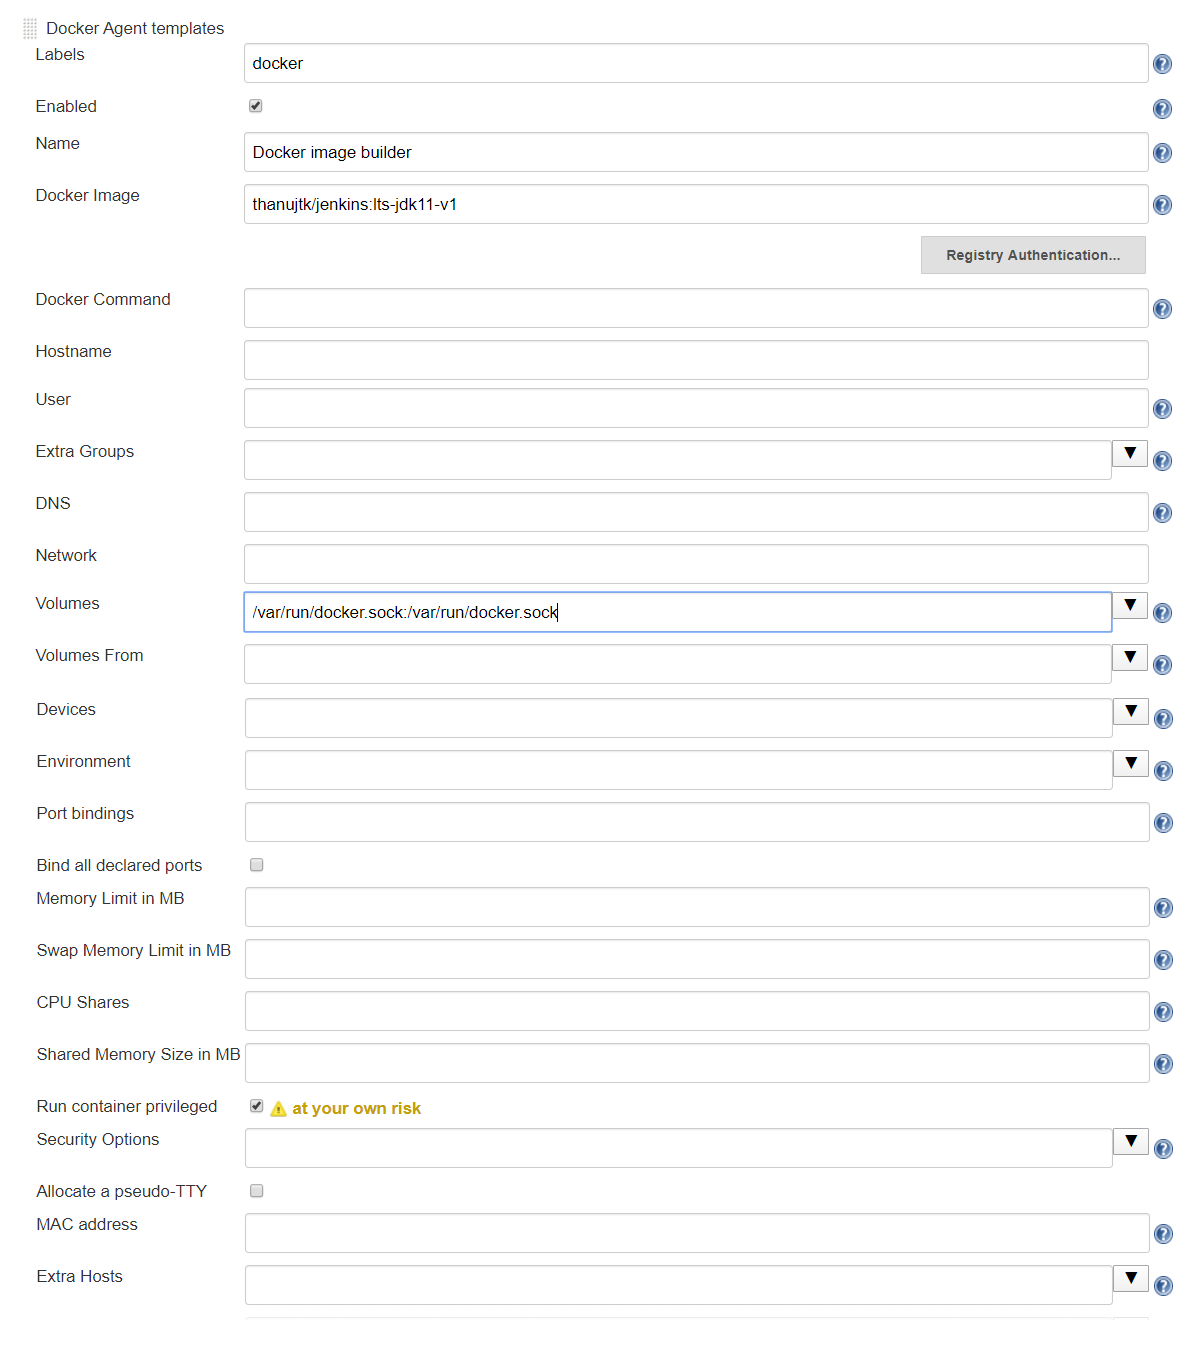 Docker Agent templates
Labels
docker
Enabled
Name
Docker image builder
Docker Image
thanujtk/jenkins:lts-jdk11-v1
Registry Authentication...
Docker Command
Hostname
User
Extra Groups
DNS
Network
Volumes
/var/run/docker.sock:/var/run/docker.sock
Volumes From
Devices
Environment
Port bindings
Bind all declared ports
Memory Limit in MB
Swap Memory Limit in MB
CPU Shares
Shared Memory Size in MB
Run container privileged
at your own risk
Security Options
Allocate a pseudo-TTY
MAC address
Extra Hosts